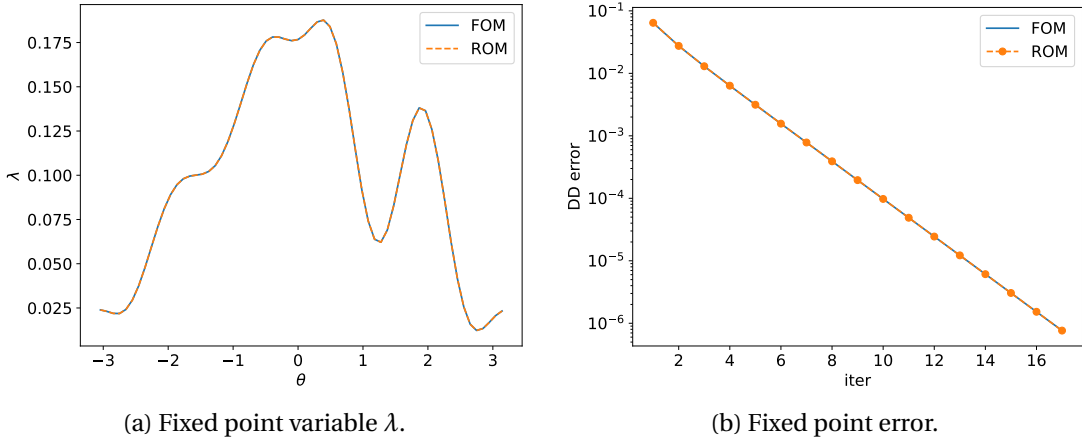 0.175
0.150
0.125
0.100
0.075
0.050
0.025
λ
−3
−2
−1
0
1
2
3
θ
FOM
ROM
(a) Fixed point variable λ.
10⁻¹
10⁻²
10⁻³
10⁻⁴
10⁻⁵
10⁻⁶
DD error
2
4
6
8
10
12
14
16
iter
FOM
ROM
(b) Fixed point error.